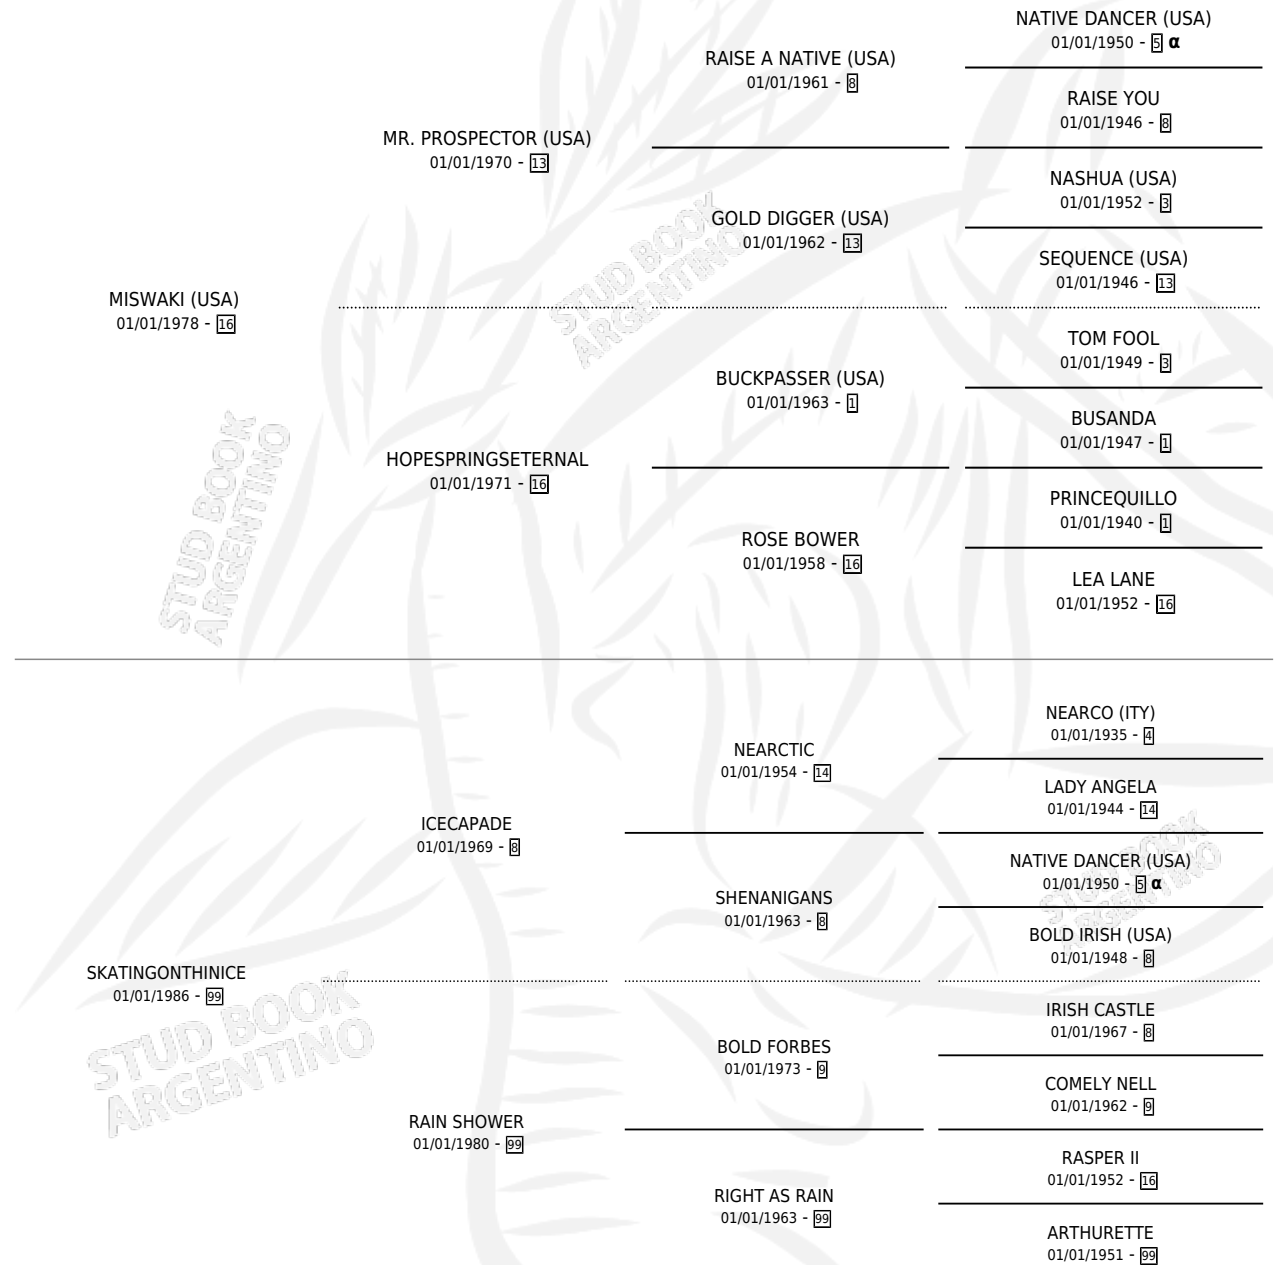 NATIVE DANCER (USA)
01/01/1950 - 5 α
RAISE A NATIVE (USA)
01/01/1961 - 8
RAISE YOU
01/01/1946 - 8
MR. PROSPECTOR (USA)
01/01/1970 - 13
NASHUA (USA)
01/01/1952 - 3
GOLD DIGGER (USA)
01/01/1962 - 13
SEQUENCE (USA)
01/01/1946 - 13
MISWAKI (USA)
01/01/1978 - 16
TOM FOOL
01/01/1949 - 3
BUCKPASSER (USA)
01/01/1963 - 1
BUSANDA
01/01/1947 - 1
HOPESPRINGSETERNAL
01/01/1971 - 16
PRINCEQUILLO
01/01/1940 - 1
ROSE BOWER
01/01/1958 - 16
LEA LANE
01/01/1952 - 16
NEARCO (ITY)
01/01/1935 - 4
NEARCTIC
01/01/1954 - 14
LADY ANGELA
01/01/1944 - 14
ICECAPADE
01/01/1969 - 8
NATIVE DANCER (USA)
01/01/1950 - 5 α
SHENANIGANS
01/01/1963 - 8
BOLD IRISH (USA)
01/01/1948 - 8
SKATINGONTHINICE
01/01/1986 - 99
IRISH CASTLE
01/01/1967 - 8
BOLD FORBES
01/01/1973 - 9
COMELY NELL
01/01/1962 - 9
RAIN SHOWER
01/01/1980 - 99
RASPER II
01/01/1952 - 16
RIGHT AS RAIN
01/01/1963 - 99
ARTHURETTE
01/01/1951 - 99
STUD BOOK
ARGENTINO
STUD BOOK
ARGENTINO
STUD BOOK
ARGENTINO
STUD BOOK
ARGENTINO